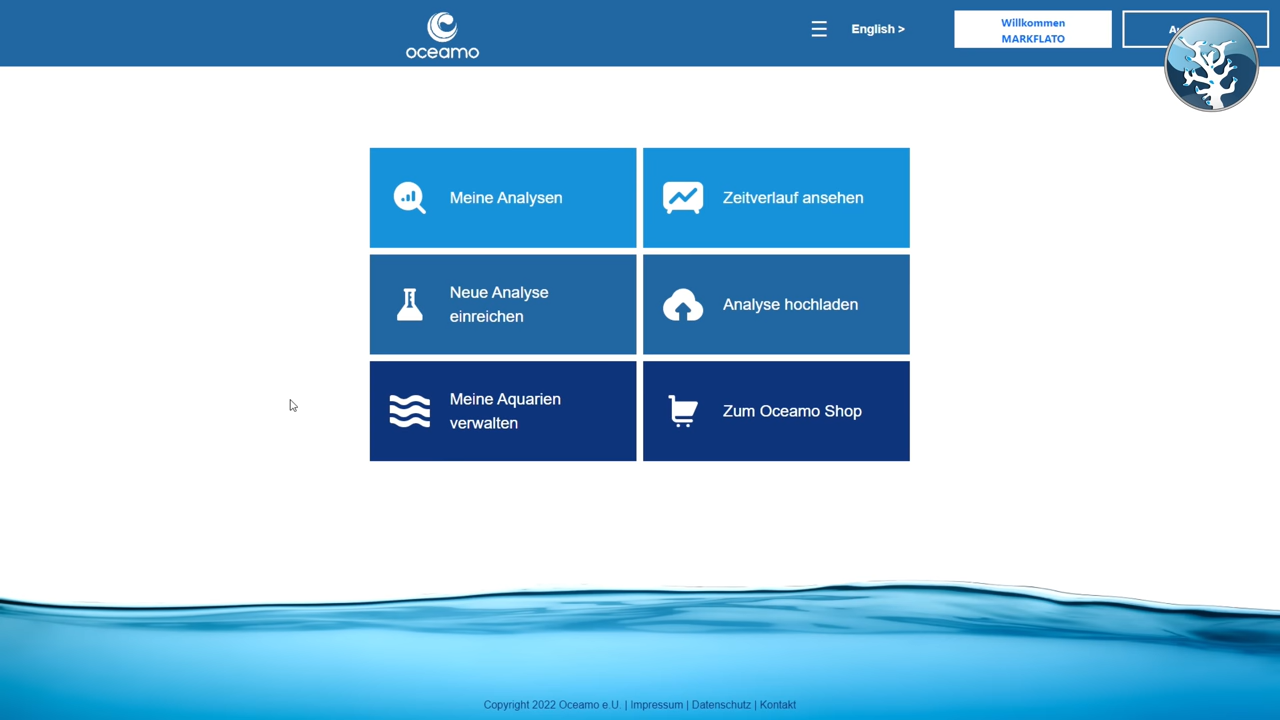 oceamo
English >
Willkommen
MARKFLATO
Meine Analysen
Zeitverlauf ansehen
Neue Analyse
einreichen
Analyse hochladen
Meine Aquarien
verwalten
Zum Oceamo Shop
Copyright 2022 Oceamo e.U. | Impressum | Datenschutz | Kontakt